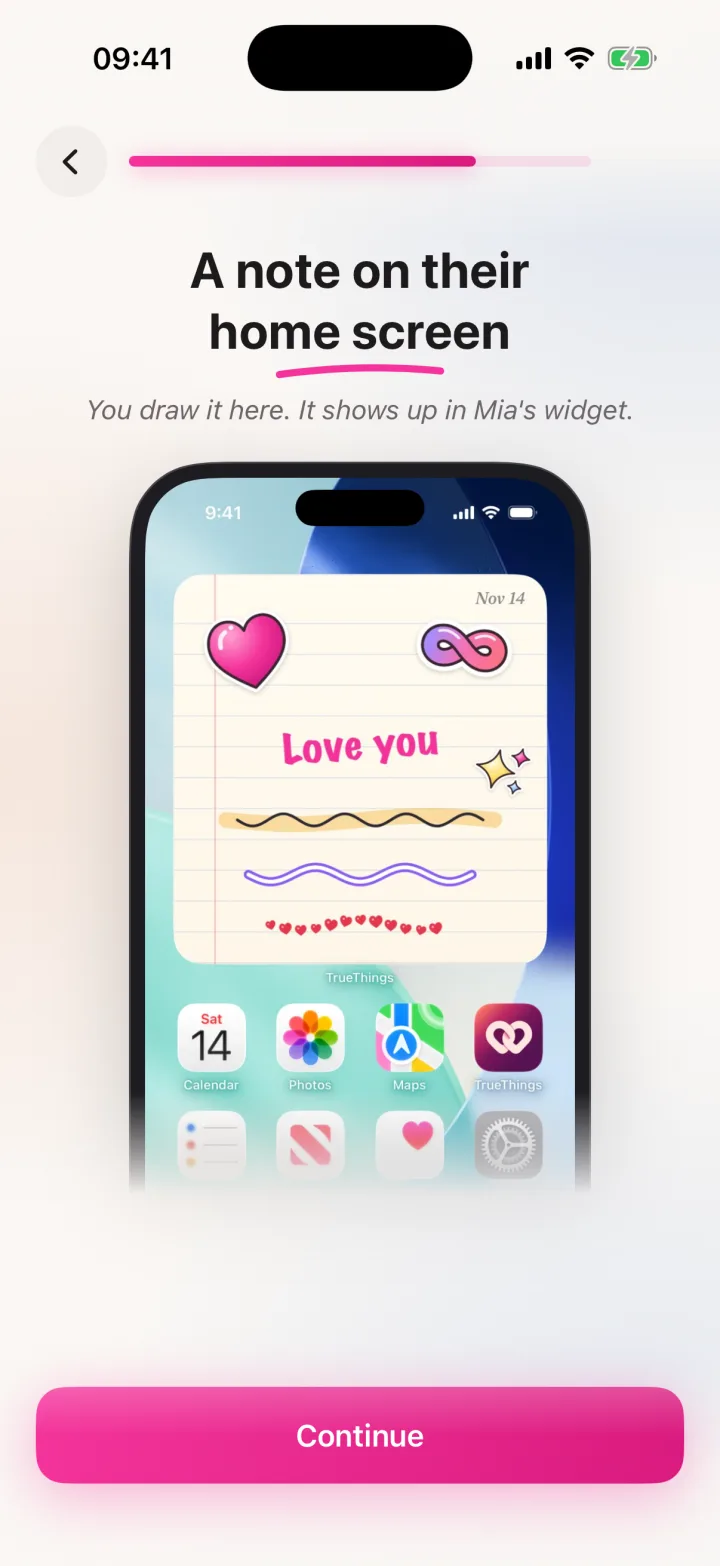 09:41
A note on their
home screen
You draw it here. It shows up in Mia's widget.
9:41
Nov 14
Love you
TrueThings
Sat
14
Calendar
Photos
Maps
TrueThings
Continue